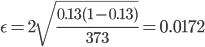 ϵ = 2√(0.13(1 − 0.13)/373) = 0.0172